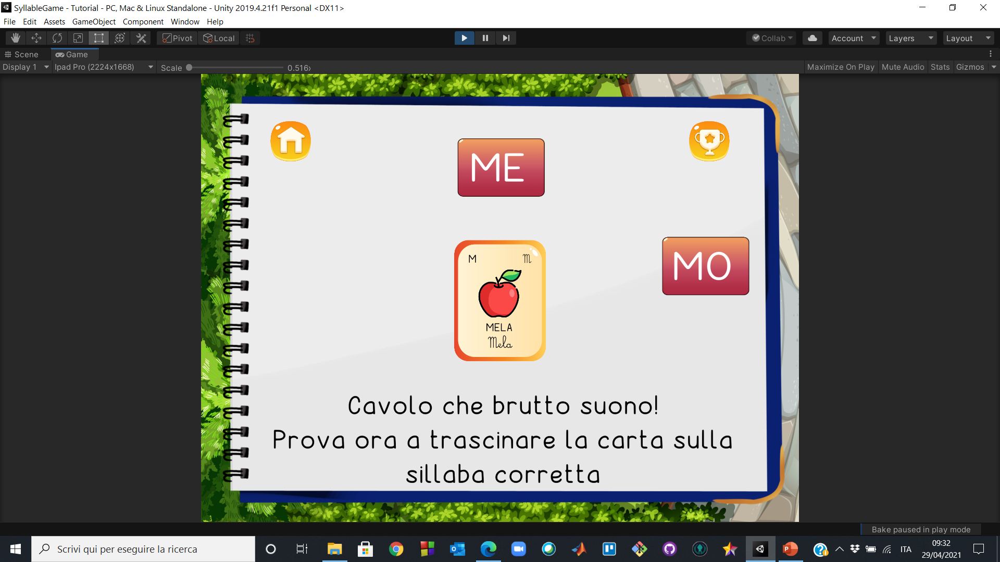 SyllableGame - Tutorial - PC, Mac & Linux Standalone - Unity 2019.4.21f1 Personal <DX11>
File Edit Assets GameObject Component Window Help
Pivot Local Collab Account Layers Layout
Scene Game
Display 1 Ipad Pro (2224x1668) Scale 0.516x Maximize On Play Mute Audio Stats Gizmos
ME
MO
M M
MELA
Mela
Cavolo che brutto suono!
Prova ora a trascinare la carta sulla
sillaba corretta
Bake paused in play mode
Scrivi qui per eseguire la ricerca
ITA
09:32
29/04/2021